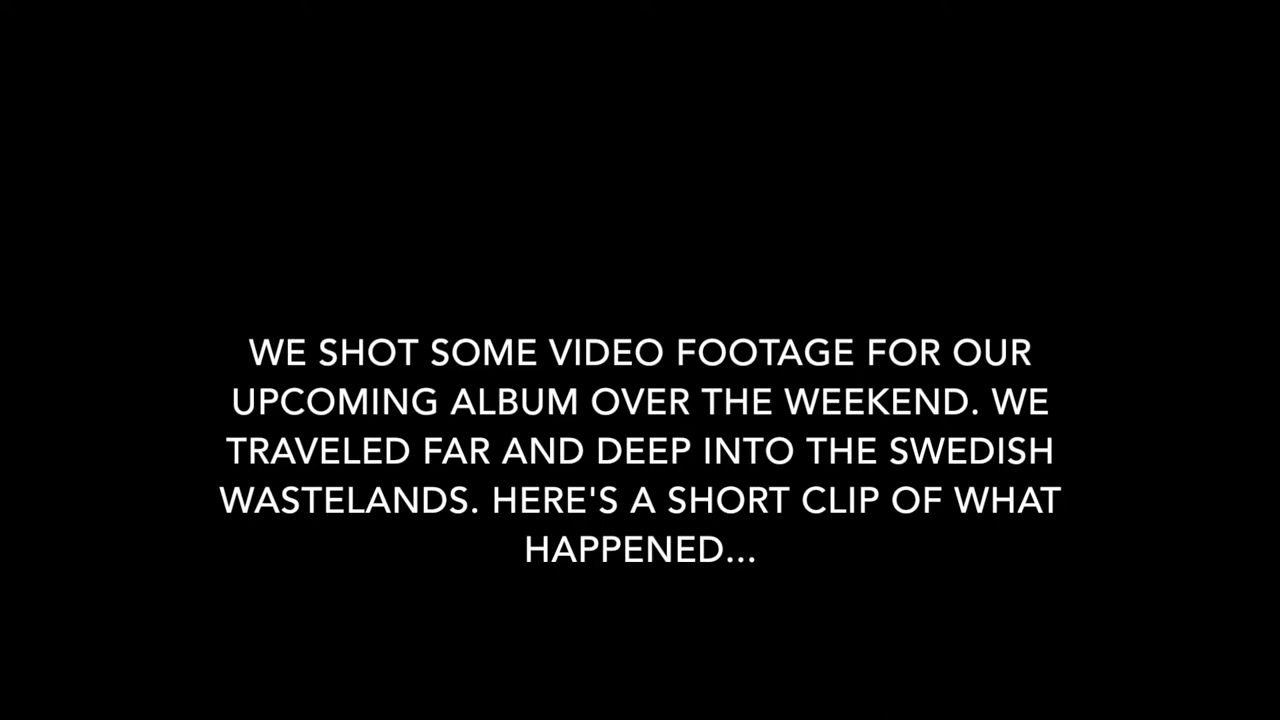 WE SHOT SOME VIDEO FOOTAGE FOR OUR
UPCOMING ALBUM OVER THE WEEKEND. WE
TRAVELED FAR AND DEEP INTO THE SWEDISH
WASTELANDS. HERE'S A SHORT CLIP OF WHAT
HAPPENED...